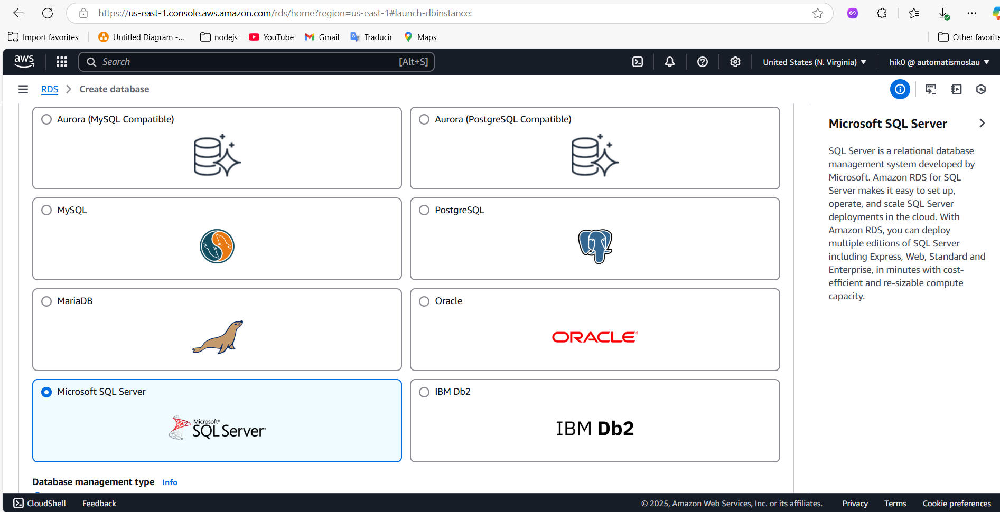 https://us-east-1.console.aws.amazon.com/rds/home?region=us-east-1#launch-dbinstance:
Import favorites
Untitled Diagram -...
nodejs
YouTube
Gmail
Traducir
Maps
Other favorite
aws
Search
[Alt+S]
United States (N. Virginia)
hik0 @ automatismoslau
RDS
Create database
Aurora (MySQL Compatible)
Aurora (PostgreSQL Compatible)
MySQL
PostgreSQL
MariaDB
Oracle
ORACLE®
Microsoft SQL Server
Microsoft®
SQL Server®
IBM Db2
IBM Db2
Database management type
Info
Microsoft SQL Server
SQL Server is a relational database
management system developed by
Microsoft. Amazon RDS for SQL
Server makes it easy to set up,
operate, and scale SQL Server
deployments in the cloud. With
Amazon RDS, you can deploy
multiple editions of SQL Server
including Express, Web, Standard and
Enterprise, in minutes with cost-
efficient and re-sizable compute
capacity.
CloudShell
Feedback
© 2025, Amazon Web Services, Inc. or its affiliates.
Privacy
Terms
Cookie preferences